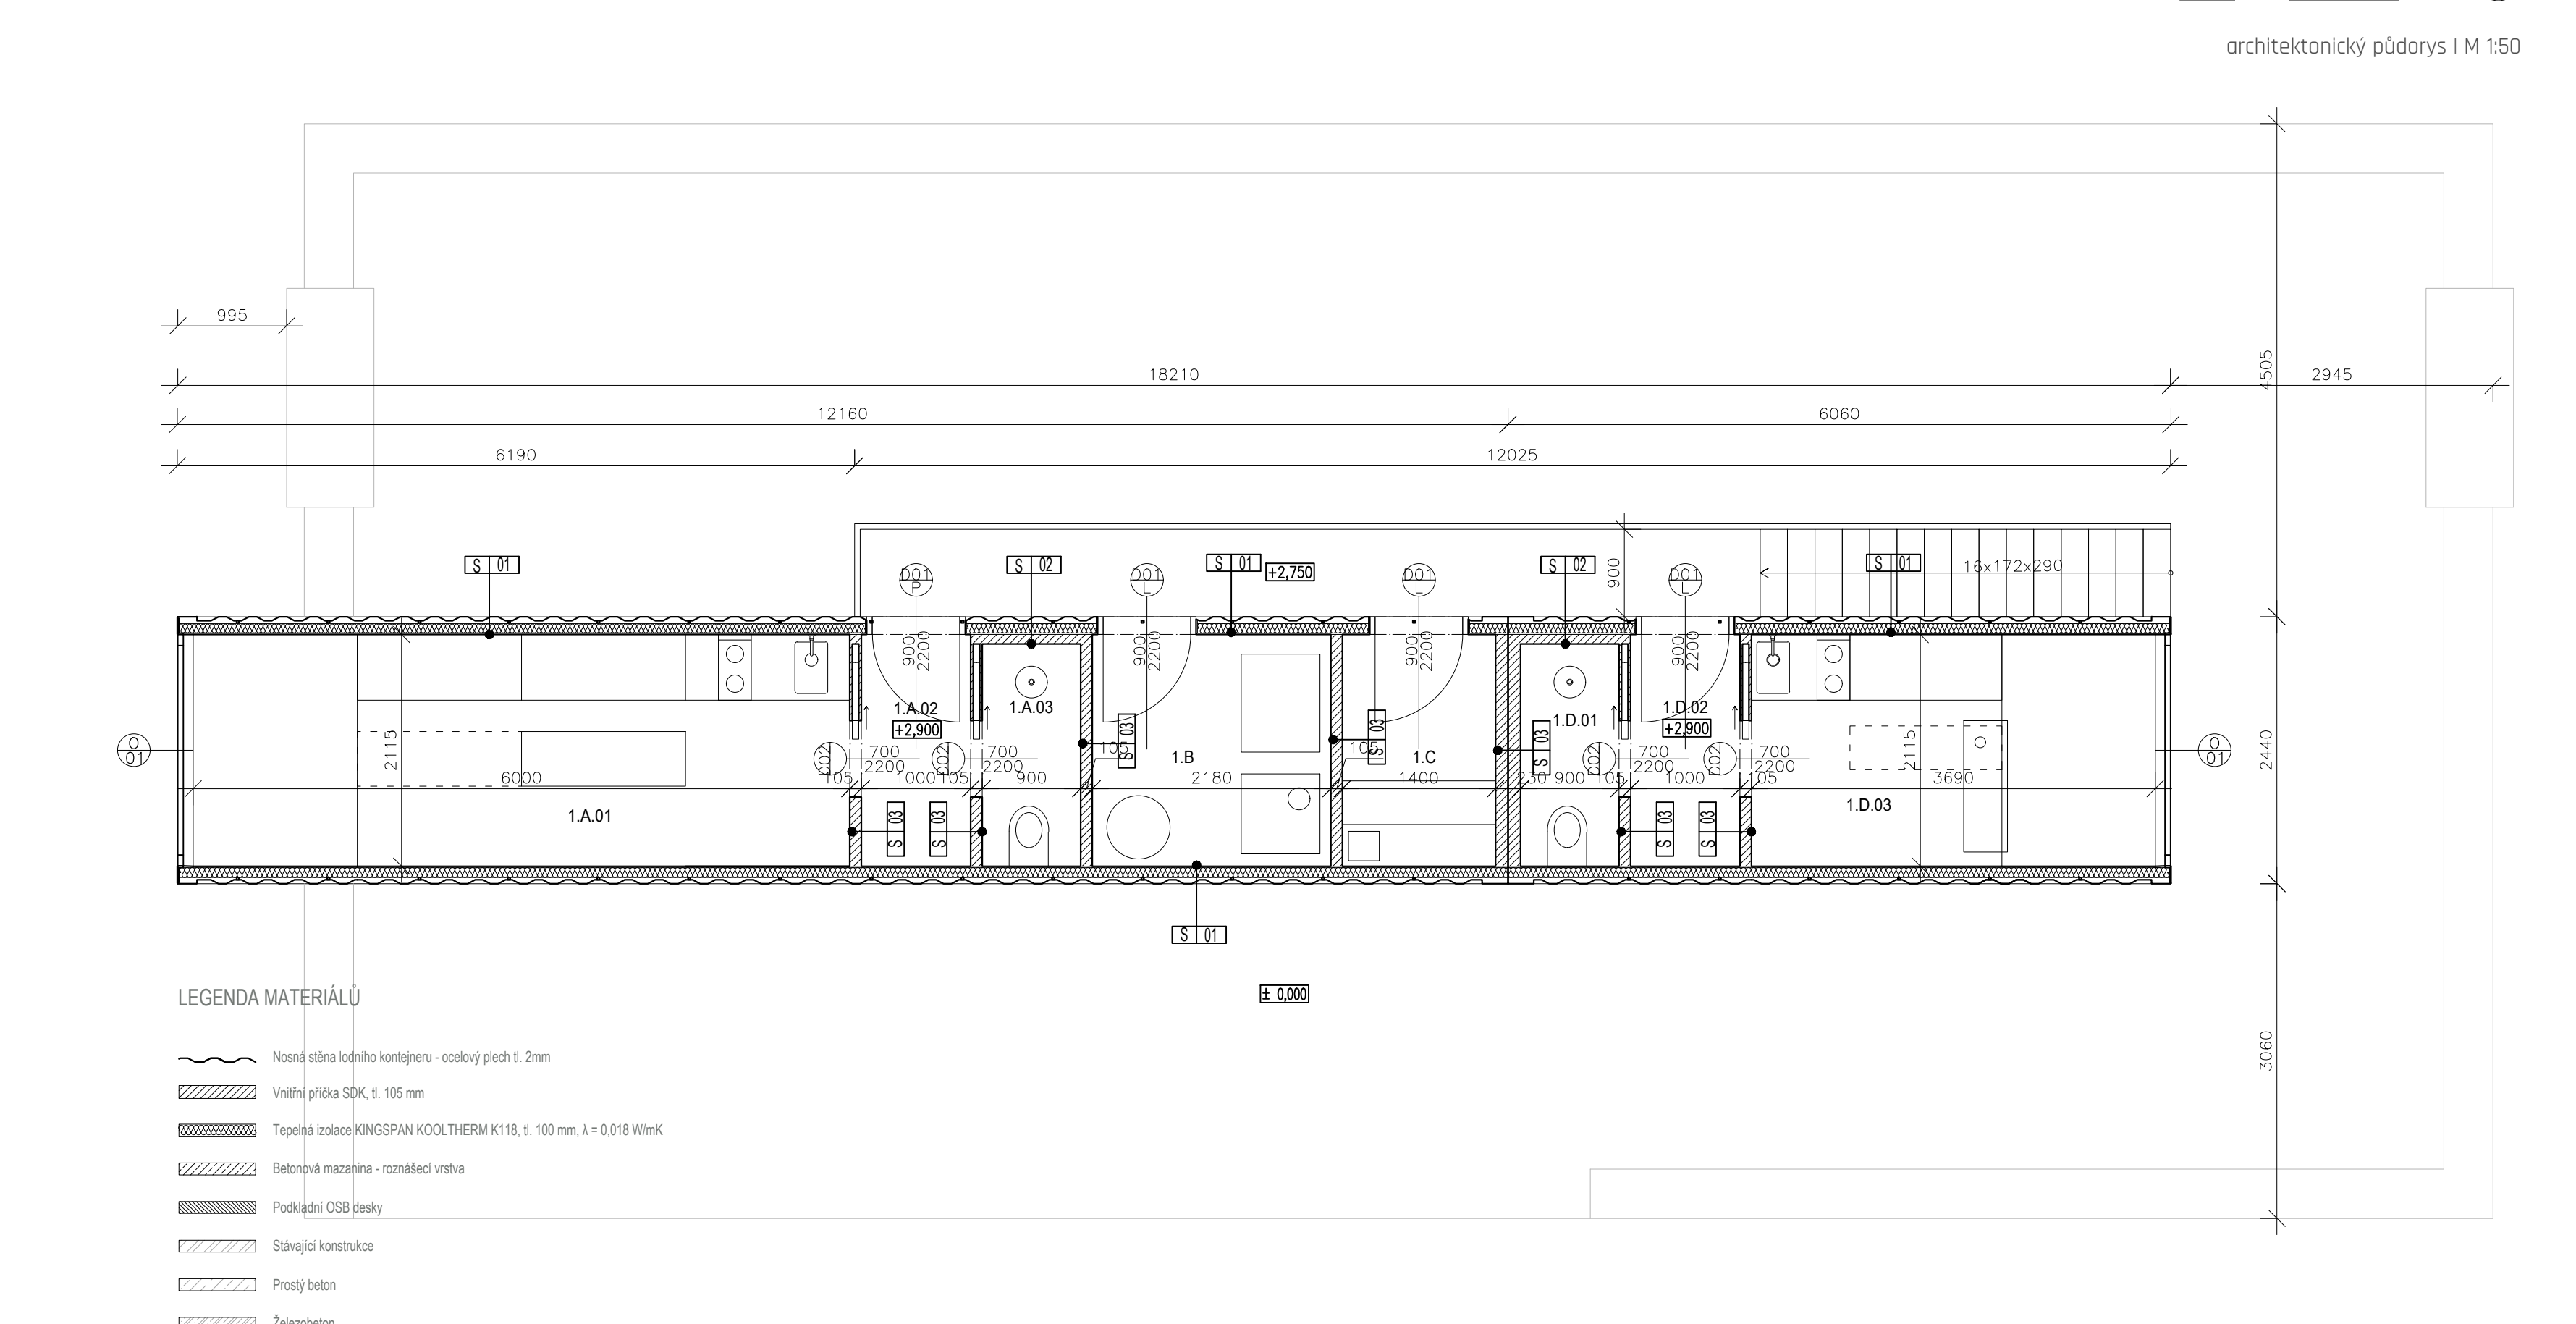 architektonický půdorys | M 1:50
995
18210
2945
4505
12160
6060
6190
12025
S 01
S 02
S 01
+2,750
S 02
900
S 01
16x172x290
D01
P
D01
L
D01
L
D01
L
900
2200
900
2200
900
2200
900
2200
1.A.02
+2,900
1.A.03
1.D.01
1.D.02
+2,900
O
01
2115
D02
700
2200
D02
700
2200
S 03
105
1.B
S 03
105
1.C
S 03
D02
700
2200
D02
700
2200
2115
O
01
2440
6000
105
1000
105
900
2180
1400
230
900
105
1000
105
3690
1.A.01
1.D.03
S 03
S 03
S 03
S 03
S 01
± 0,000
3060
LEGENDA MATERIÁLŮ
Nosná stěna lodního kontejneru - ocelový plech tl. 2mm
Vnitřní příčka SDK, tl. 105 mm
Tepelná izolace KINGSPAN KOOLTHERM K118, tl. 100 mm, λ = 0,018 W/mK
Betonová mazanina - roznášecí vrstva
Podkladní OSB desky
Stávající konstrukce
Prostý beton
Železobeton